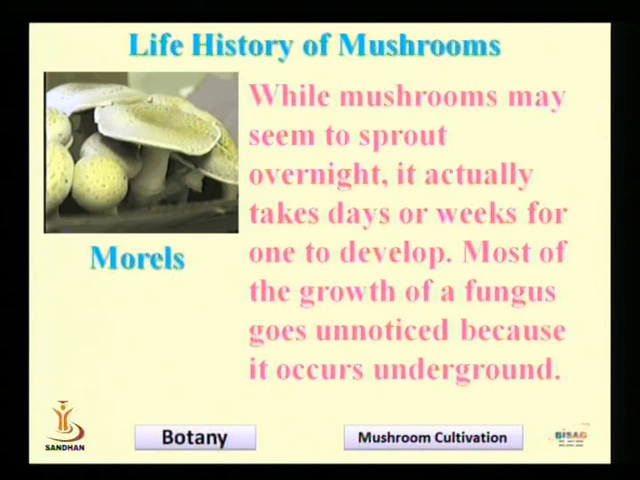 Life History of Mushrooms
While mushrooms may
seem to sprout
overnight, it actually
takes days or weeks for
one to develop. Most of
the growth of a fungus
goes unnoticed because
it occurs underground.
Morels
SANDHAN
Botany
Mushroom Cultivation
BISAG